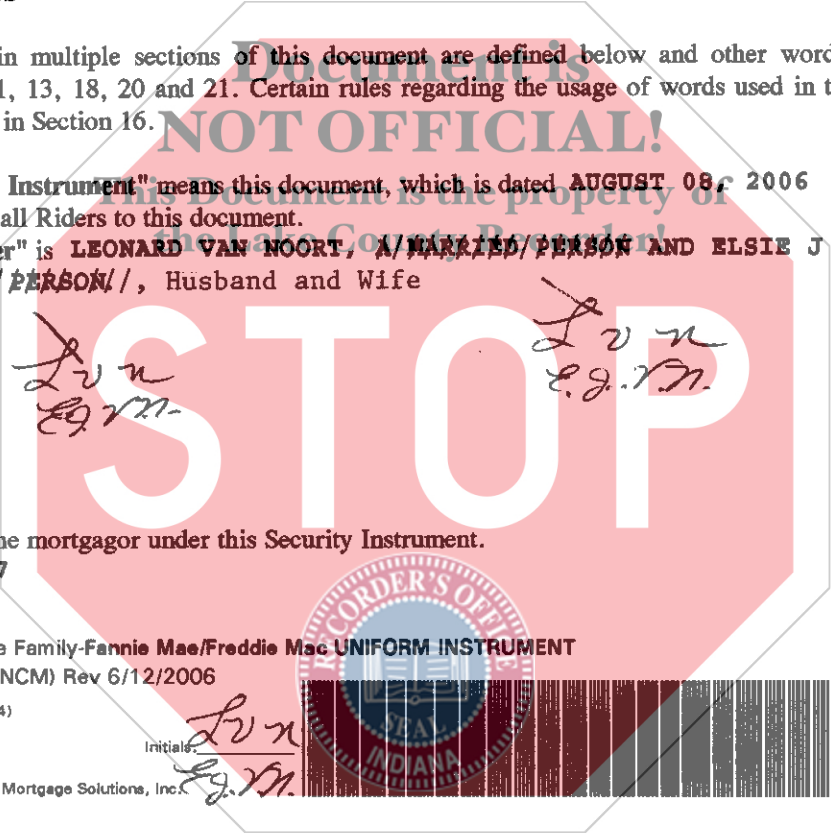 in multiple sections of this document are defined below and other word
1, 13, 18, 20 and 21. Certain rules regarding the usage of words used in t
in Section 16.
Document is
NOT OFFICIAL!
This Document is the property of
the Lake County Recorder!
Instrument" means this document, which is dated AUGUST 08, 2006
all Riders to this document.
er" is LEONARD VAN NOORT, A/MARRIED/PERSON AND ELSIE J
/PERSON//, Husband and Wife
Lvn
E.J.V.N.
Lvn
E.J.V.N.
STOP
he mortgagor under this Security Instrument.
7
RECORDER'S OFFICE
SEAL
INDIANA
e Family-Fannie Mae/Freddie Mac UNIFORM INSTRUMENT
NCM) Rev 6/12/2006
4)
Initials: Lvn
Mortgage Solutions, Inc.